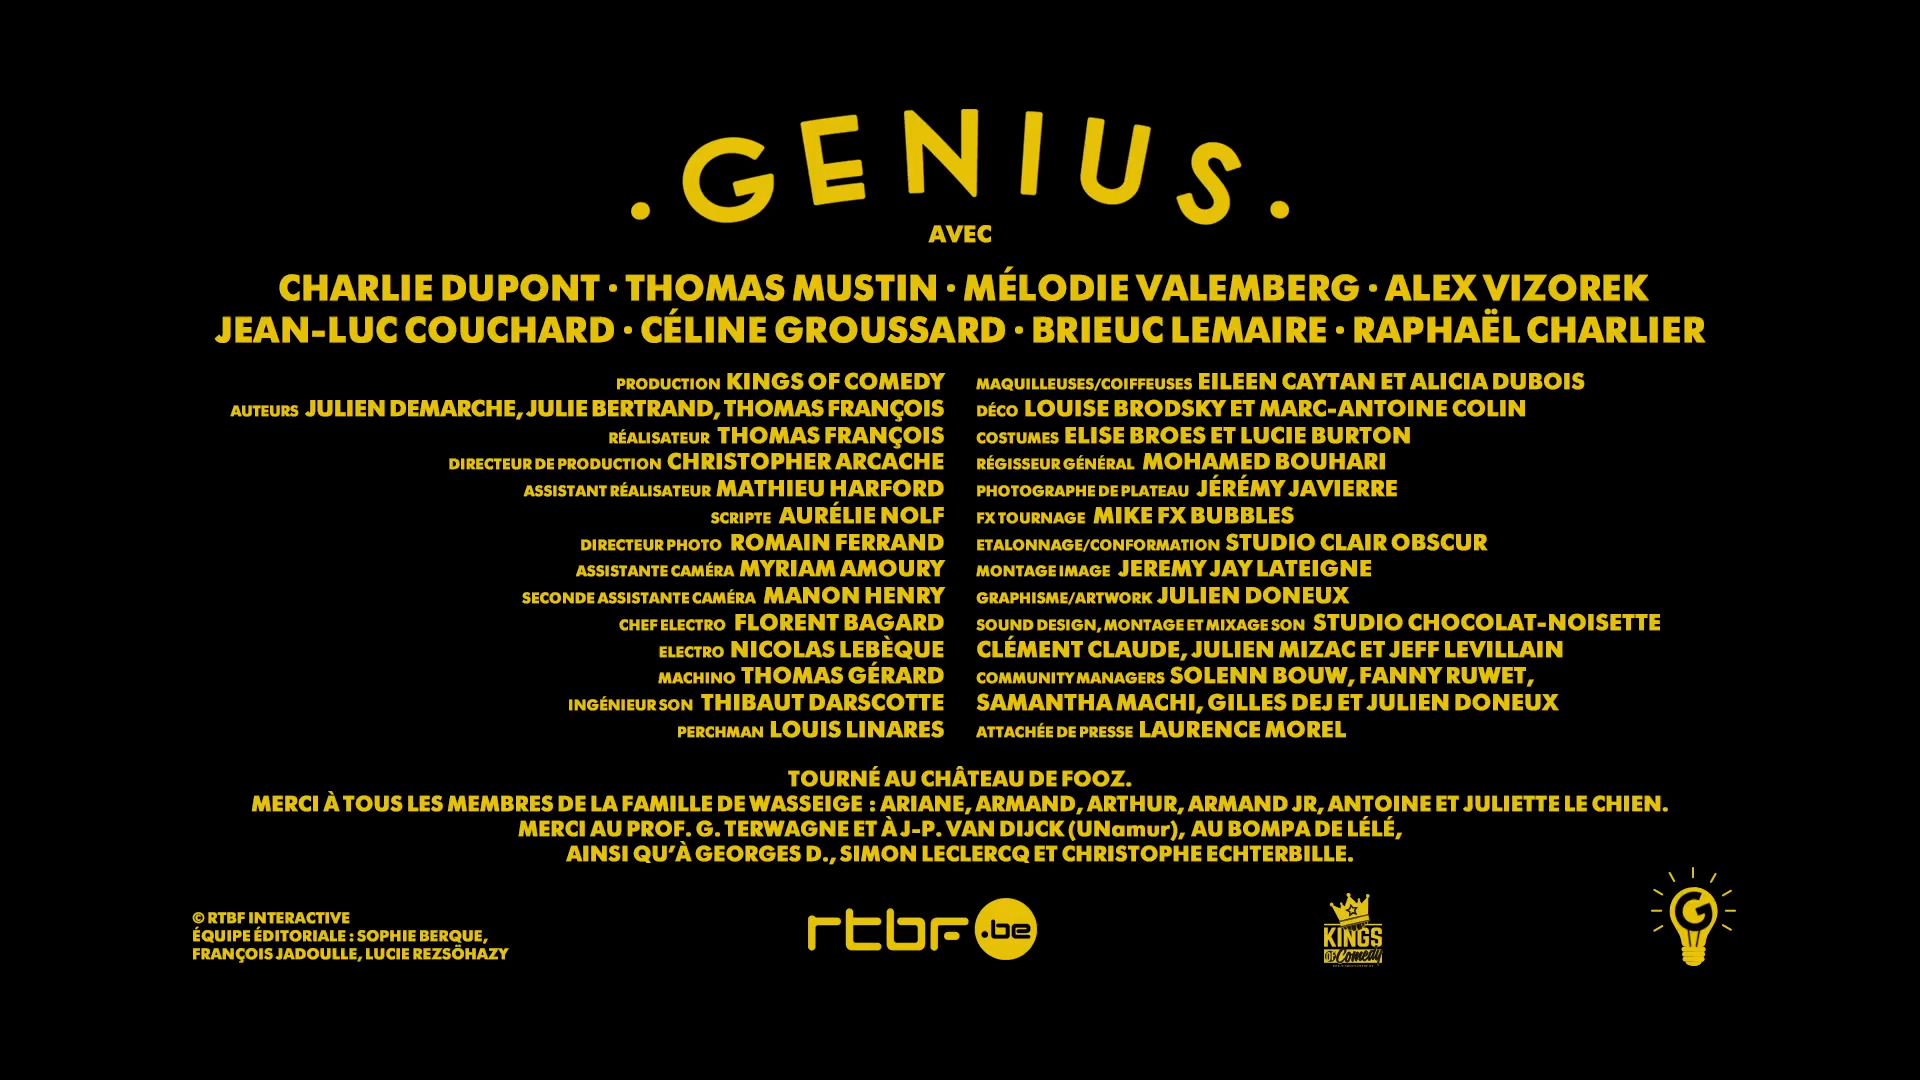 .GENIUS.
AVEC
CHARLIE DUPONT · THOMAS MUSTIN · MÉLODIE VALEMBERG · ALEX VIZOREK
JEAN-LUC COUCHARD · CÉLINE GROUSSARD · BRIEUC LEMAIRE · RAPHAËL CHARLIER
PRODUCTION KINGS OF COMEDY
AUTEURS JULIEN DEMARCHE, JULIE BERTRAND, THOMAS FRANÇOIS
RÉALISATEUR THOMAS FRANÇOIS
DIRECTEUR DE PRODUCTION CHRISTOPHER ARCACHE
ASSISTANT RÉALISATEUR MATHIEU HARFORD
SCRIPTE AURÉLIE NOLF
DIRECTEUR PHOTO ROMAIN FERRAND
ASSISTANTE CAMÉRA MYRIAM AMOURY
SECONDE ASSISTANTE CAMÉRA MANON HENRY
CHEF ELECTRO FLORENT BAGARD
ELECTRO NICOLAS LEBÈQUE
MACHINO THOMAS GÉRARD
INGÉNIEUR SON THIBAUT DARSCOTTE
PERCHMAN LOUIS LINARES
MAQUILLEUSES/COIFFEUSES EILEEN CAYTAN ET ALICIA DUBOIS
DÉCO LOUISE BRODSKY ET MARC-ANTOINE COLIN
COSTUMES ELISE BROES ET LUCIE BURTON
RÉGISSEUR GÉNÉRAL MOHAMED BOUHARI
PHOTOGRAPHE DE PLATEAU JÉRÉMY JAVIERRE
FX TOURNAGE MIKE FX BUBBLES
ETALONNAGE/CONFORMATION STUDIO CLAIR OBSCUR
MONTAGE IMAGE JEREMY JAY LATEIGNE
GRAPHISME/ARTWORK JULIEN DONEUX
SOUND DESIGN, MONTAGE ET MIXAGE SON STUDIO CHOCOLAT-NOISETTE
CLÉMENT CLAUDE, JULIEN MIZAC ET JEFF LEVILLAIN
COMMUNITY MANAGERS SOLENN BOUW, FANNY RUWET,
SAMANTHA MACHI, GILLES DEJ ET JULIEN DONEUX
ATTACHÉE DE PRESSE LAURENCE MOREL
TOURNÉ AU CHÂTEAU DE FOOZ.
MERCI À TOUS LES MEMBRES DE LA FAMILLE DE WASSEIGE : ARIANE, ARMAND, ARTHUR, ARMAND JR, ANTOINE ET JULIETTE LE CHIEN.
MERCI AU PROF. G. TERWAGNE ET À J-P. VAN DIJCK (UNamur), AU BOMPA DE LÉLÉ,
AINSI QU'À GEORGES D., SIMON LECLERCQ ET CHRISTOPHE ECHTERBILLE.
© RTBF INTERACTIVE
ÉQUIPE ÉDITORIALE : SOPHIE BERQUE,
FRANÇOIS JADOULLE, LUCIE REZSÖHAZY
rtbf.be
KINGS
OF Comedy
G